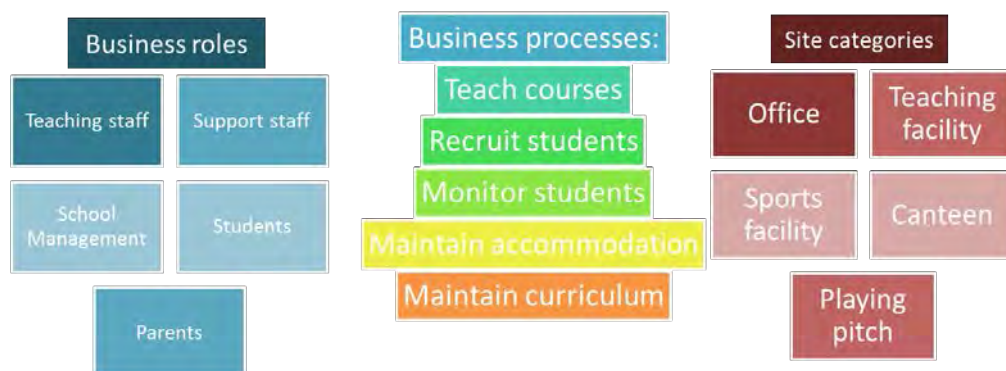 Business roles
Teaching staff
Support staff
School
Management
Students
Parents
Business processes:
Teach courses
Recruit students
Monitor students
Maintain accommodation
Maintain curriculum
Site categories
Office
Teaching
facility
Sports
facility
Canteen
Playing
pitch